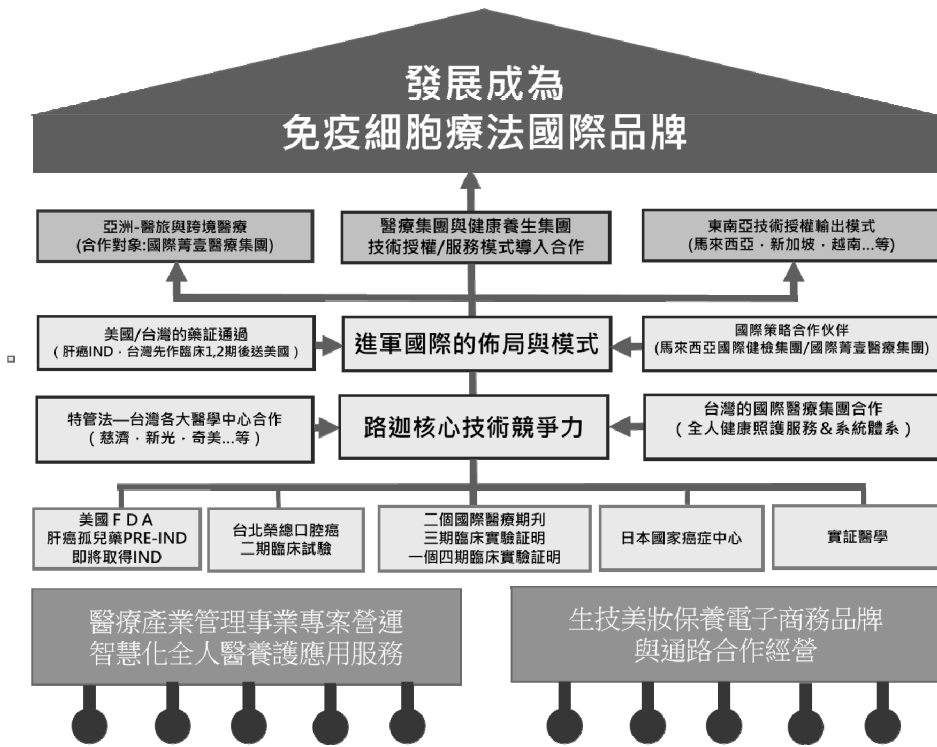 發展成為
免疫細胞療法國際品牌
亞洲-醫旅與跨境醫療
(合作對象:國際菁壹醫療集團)
醫療集團與健康養生集團
技術授權/服務模式導入合作
東南亞技術授權輸出模式
(馬來西亞．新加坡．越南...等)
美國/台灣的藥証通過
（肝癌IND．台灣先作臨床1,2期後送美國）
進軍國際的佈局與模式
國際策略合作伙伴
(馬來西亞國際健檢集團/國際菁壹醫療集團)
特管法—台灣各大醫學中心合作
（慈濟．新光．奇美...等）
路迦核心技術競爭力
台灣的國際醫療集團合作
（全人健康照護服務＆系統體系）
美國ＦＤＡ
肝癌孤兒藥PRE-IND
即將取得IND
台北榮總口腔癌
二期臨床試驗
二個國際醫療期刋
三期臨床實驗証明
一個四期臨床實驗証明
日本國家癌症中心
實証醫學
醫療產業管理事業專案營運
智慧化全人醫養護應用服務
生技美妝保養電子商務品牌
與通路合作經營